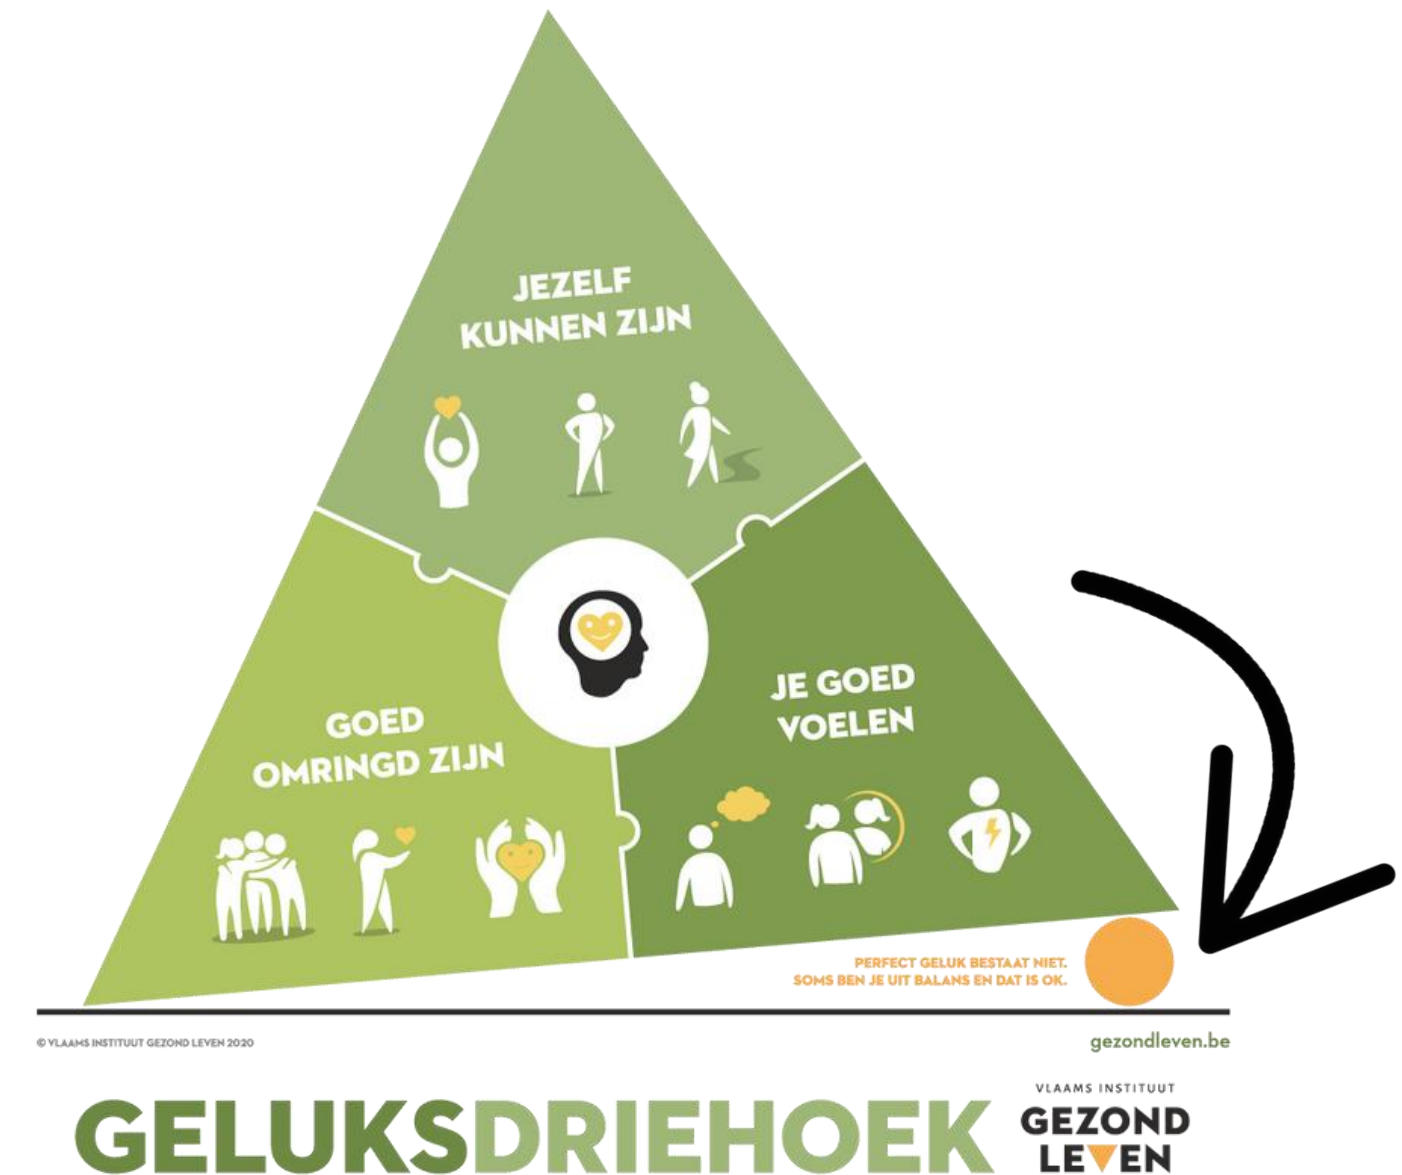 JEZELF
KUNNEN ZIJN
GOED
OMRINGD ZIJN
JE GOED
VOELEN
PERFECT GELUK BESTAAT NIET.
SOMS BEN JE UIT BALANS EN DAT IS OK.
© VLAAMS INSTITUUT GEZOND LEVEN 2020
gezondleven.be
GELUKSDRIEHOEK
VLAAMS INSTITUUT
GEZOND
LEVEN